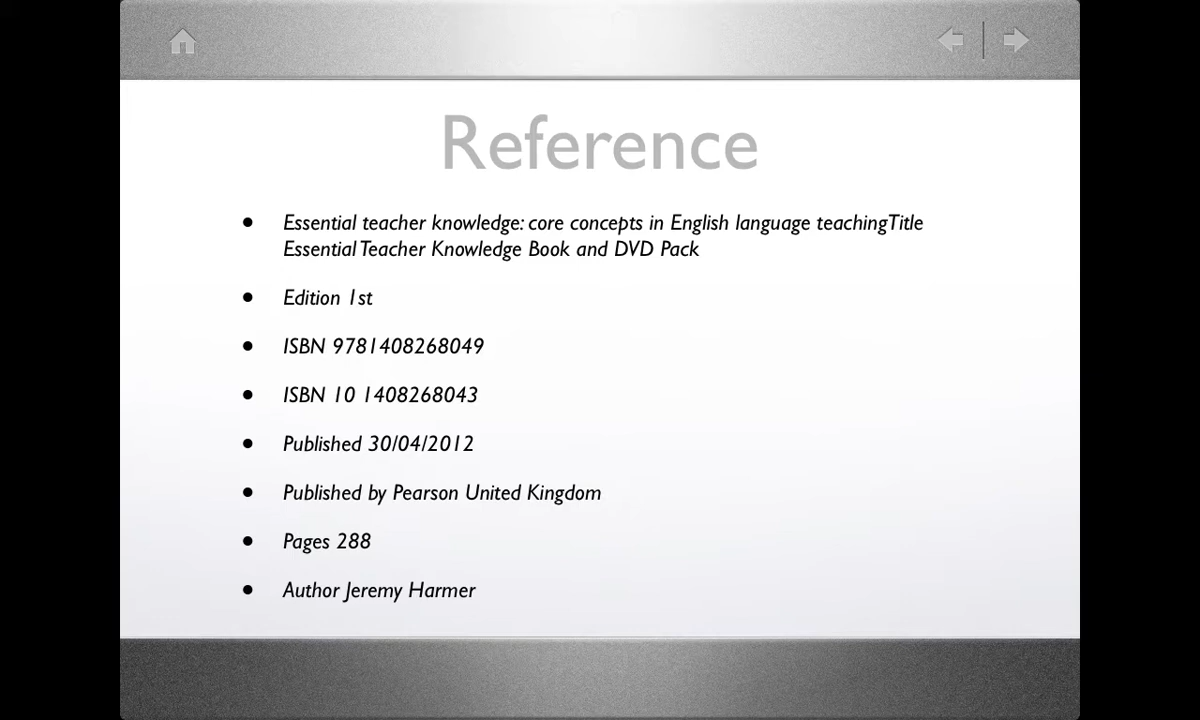 Reference
• Essential teacher knowledge: core concepts in English language teachingTitle
Essential Teacher Knowledge Book and DVD Pack
• Edition 1st
• ISBN 9781408268049
• ISBN 10 1408268043
• Published 30/04/2012
• Published by Pearson United Kingdom
• Pages 288
• Author Jeremy Harmer